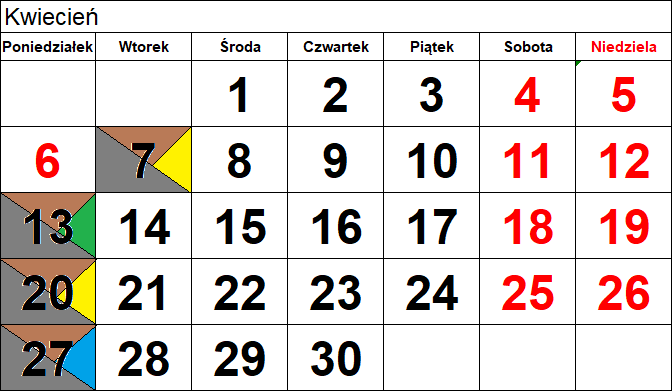 Kwiecień
Poniedziałek Wtorek Środa Czwartek Piątek Sobota Niedziela
1 2 3 4 5
6 7 8 9 10 11 12
13 14 15 16 17 18 19
20 21 22 23 24 25 26
27 28 29 30